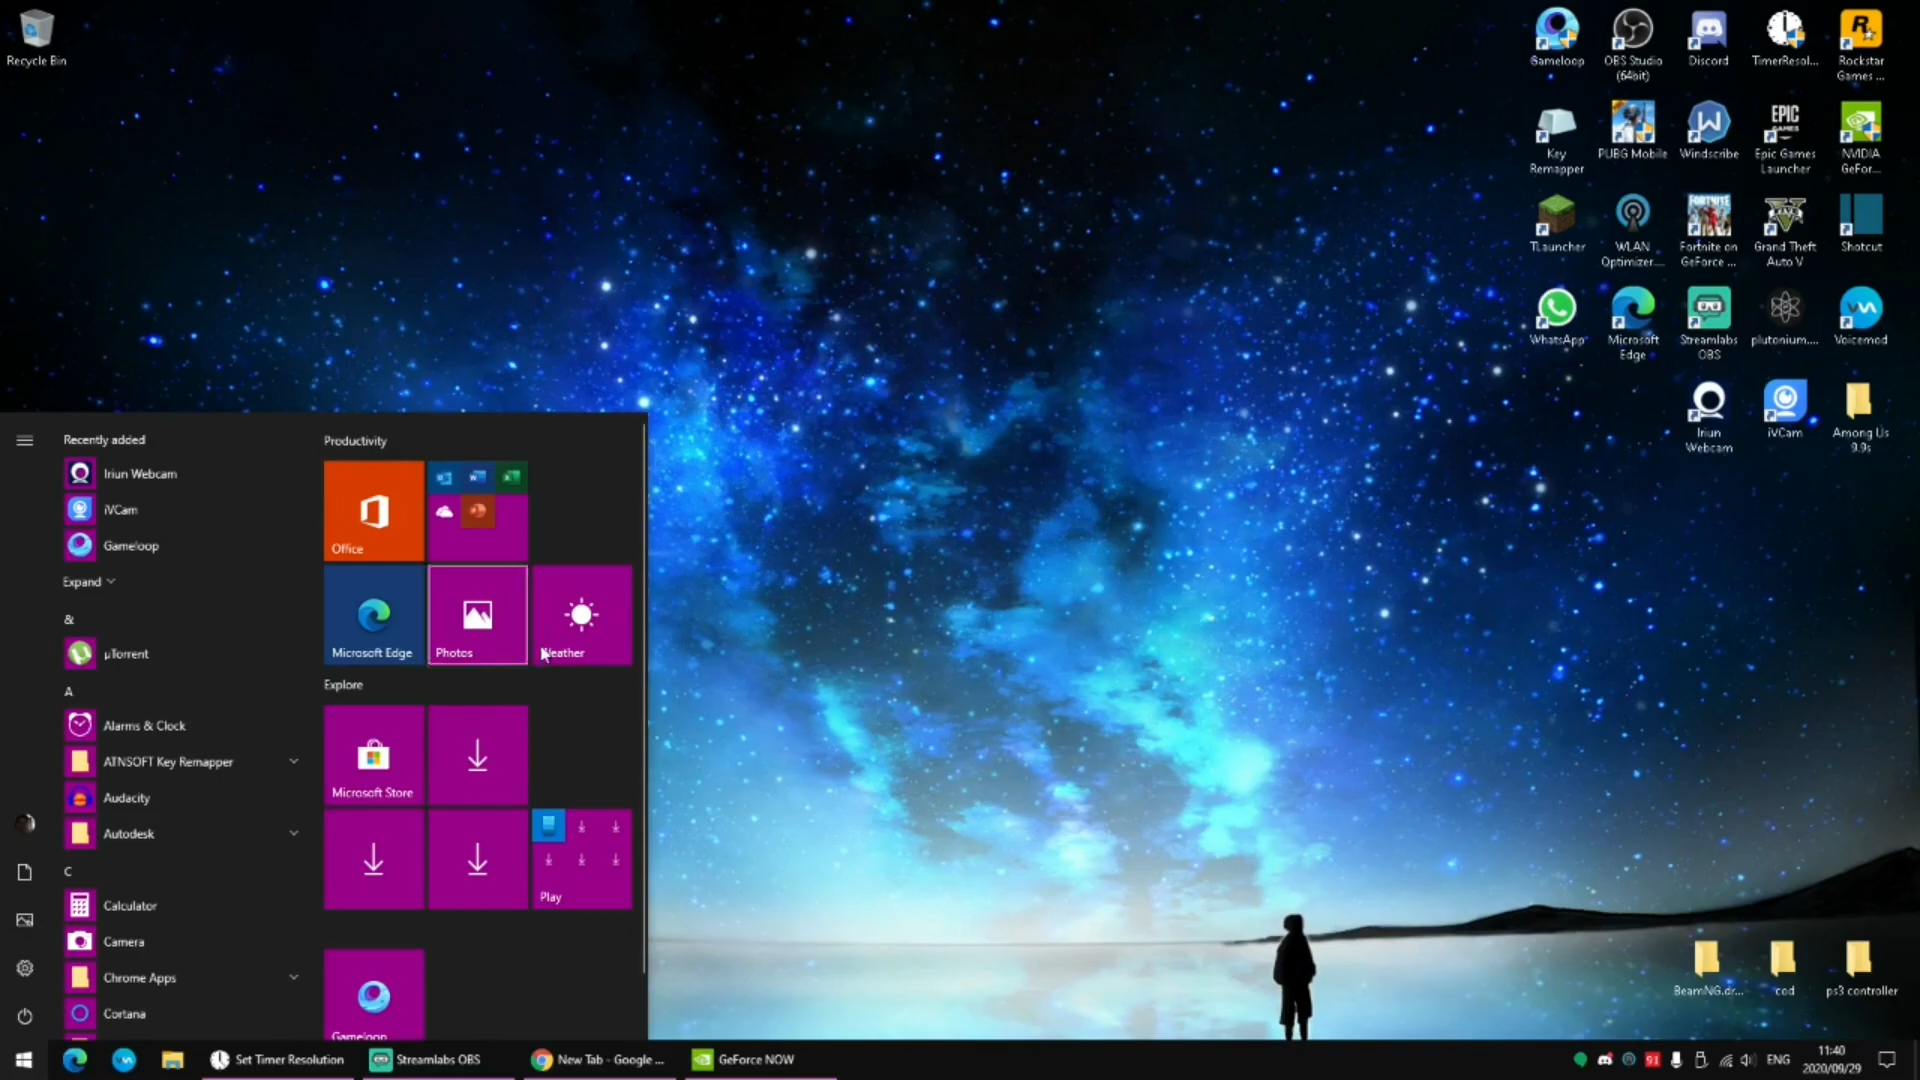 Recycle Bin
Gameloop
OBS Studio
(64bit)
Discord
TimerResol...
Rockstar
Games ...
Key
Remapper
PUBG Mobile
Windscribe
EPIC
GAMES
Epic Games
Launcher
NVIDIA
GeFor...
TLauncher
WLAN
Optimizer....
FORTNITE
Fortnite on
GeForce ...
Grand Theft
Auto V
Shotcut
WhatsApp
Microsoft
Edge
Streamlabs
OBS
plutonium....
Voicemod
Iriun
Webcam
iVCam
Among Us
9.9s
Recently added
Iriun Webcam
iVCam
Gameloop
Expand
&
µTorrent
A
Alarms & Clock
ATNSOFT Key Remapper
Audacity
Autodesk
C
Calculator
Camera
Chrome Apps
Cortana
Productivity
Office
Microsoft Edge
Photos
Weather
Explore
Microsoft Store
Play
Gameloop
BeamNG.dr...
cod
ps3 controller
Set Timer Resolution
Streamlabs OBS
New Tab - Google ...
GeForce NOW
91
ENG
11:40
2020/09/29